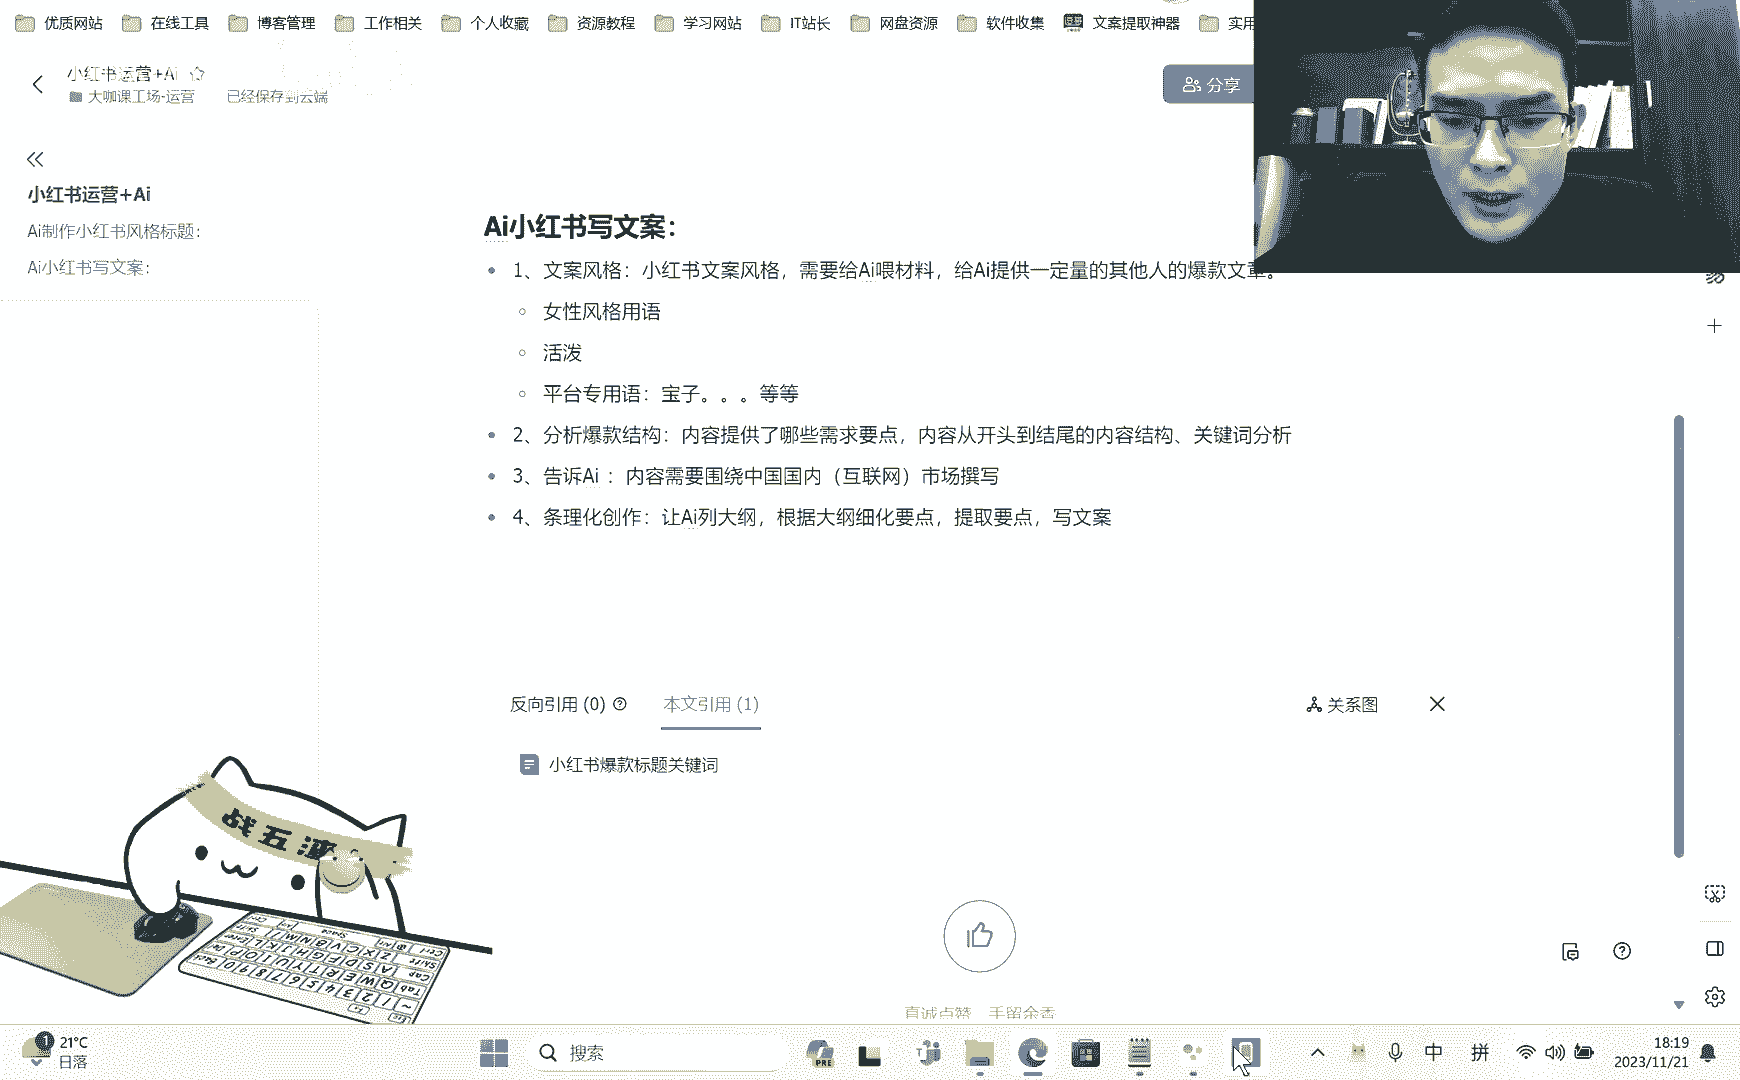 优质网站 在线工具 博客管理 工作相关 个人收藏 资源教程 学习网站 IT站长 网盘资源 软件收集 文案提取神器 实用
小红书运营+Ai
大咖课工场-运营 已经保存到云端
分享
小红书运营+Ai
Ai制作小红书风格标题：
Ai小红书写文案：
Ai小红书写文案：
1、文案风格：小红书文案风格，需要给Ai喂材料，给Ai提供一定量的其他人的爆款文章。
女性风格用语
活泼
平台专用语：宝子。。。等等
2、分析爆款结构：内容提供了哪些需求要点，内容从开头到结尾的内容结构、关键词分析
3、告诉Ai ：内容需要围绕中国国内（互联网）市场撰写
4、条理化创作：让Ai列大纲，根据大纲细化要点，提取要点，写文案
反向引用 (0) 本文引用 (1) 关系图
小红书爆款标题关键词
战五渣
真诚点赞 手留余香
1 21°C
日落
搜索
PRE
中 拼
18:19
2023/11/21